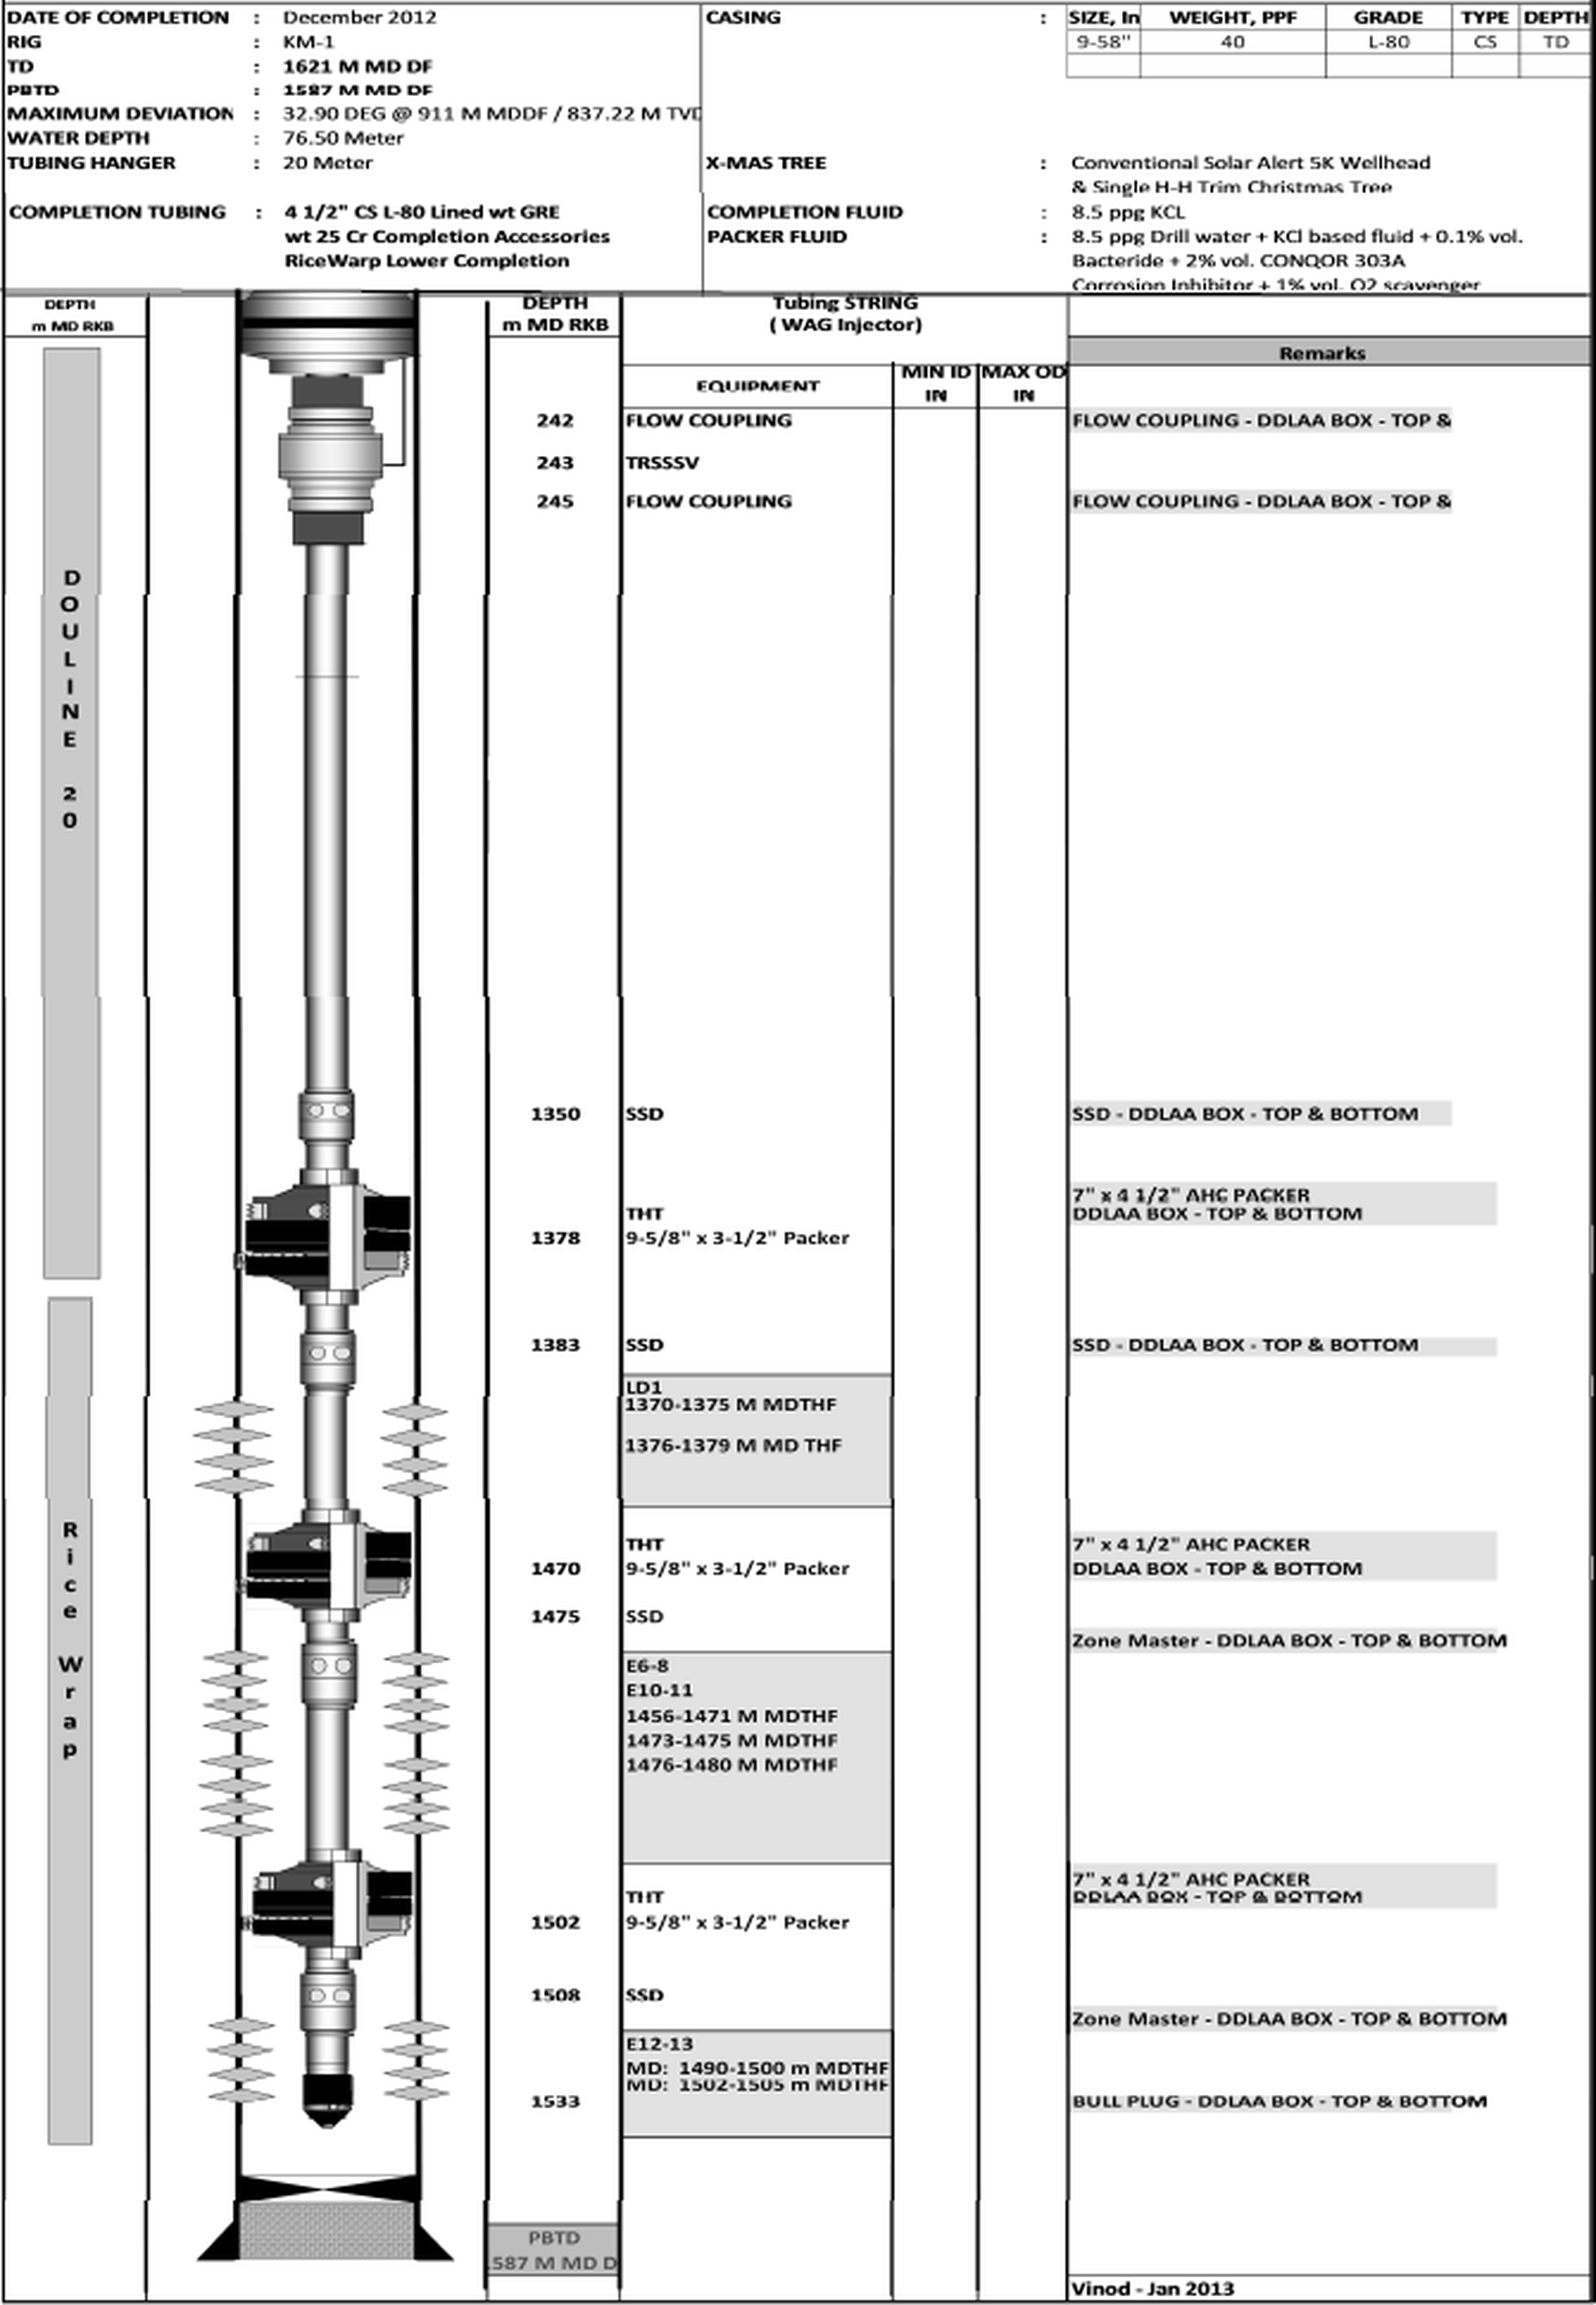 DATE OF COMPLETION : December 2012
RIG : KM-1
TD : 1621 M MD DF
PBTD : 1587 M MD DF
MAXIMUM DEVIATION : 32.90 DEG @ 911 M MDDF / 837.22 M TVD
WATER DEPTH : 76.50 Meter
TUBING HANGER : 20 Meter
COMPLETION TUBING : 4 1/2" CS L-80 Lined wt GRE
wt 25 Cr Completion Accessories
RiceWarp Lower Completion
CASING :
SIZE, In WEIGHT, PPF GRADE TYPE DEPTH
9-58" 40 L-80 CS TD
X-MAS TREE : Conventional Solar Alert 5K Wellhead
& Single H-H Trim Christmas Tree
COMPLETION FLUID : 8.5 ppg KCL
PACKER FLUID : 8.5 ppg Drill water + KCl based fluid + 0.1% vol.
Bacteride + 2% vol. CONQOR 303A
Corrosion Inhibitor + 1% vol. O2 scavenger
DEPTH
m MD RKB
DEPTH
m MD RKB
Tubing STRING
( WAG Injector)
Remarks
EQUIPMENT
MIN ID
IN
MAX OD
IN
242 FLOW COUPLING FLOW COUPLING - DDLAA BOX - TOP &
243 TRSSSV
245 FLOW COUPLING FLOW COUPLING - DDLAA BOX - TOP &
DOULINE 20
1350 SSD SSD - DDLAA BOX - TOP & BOTTOM
7" x 4 1/2" AHC PACKER
THT DDLAA BOX - TOP & BOTTOM
1378 9-5/8" x 3-1/2" Packer
1383 SSD SSD - DDLAA BOX - TOP & BOTTOM
LD1
1370-1375 M MDTHF
1376-1379 M MD THF
Rice Wrap
THT 7" x 4 1/2" AHC PACKER
1470 9-5/8" x 3-1/2" Packer DDLAA BOX - TOP & BOTTOM
1475 SSD
Zone Master - DDLAA BOX - TOP & BOTTOM
E6-8
E10-11
1456-1471 M MDTHF
1473-1475 M MDTHF
1476-1480 M MDTHF
7" x 4 1/2" AHC PACKER
THT DDLAA BOX - TOP & BOTTOM
1502 9-5/8" x 3-1/2" Packer
1508 SSD
Zone Master - DDLAA BOX - TOP & BOTTOM
E12-13
MD: 1490-1500 m MDTHF
MD: 1502-1505 m MDTHF
1533 BULL PLUG - DDLAA BOX - TOP & BOTTOM
PBTD
587 M MD D
Vinod - Jan 2013